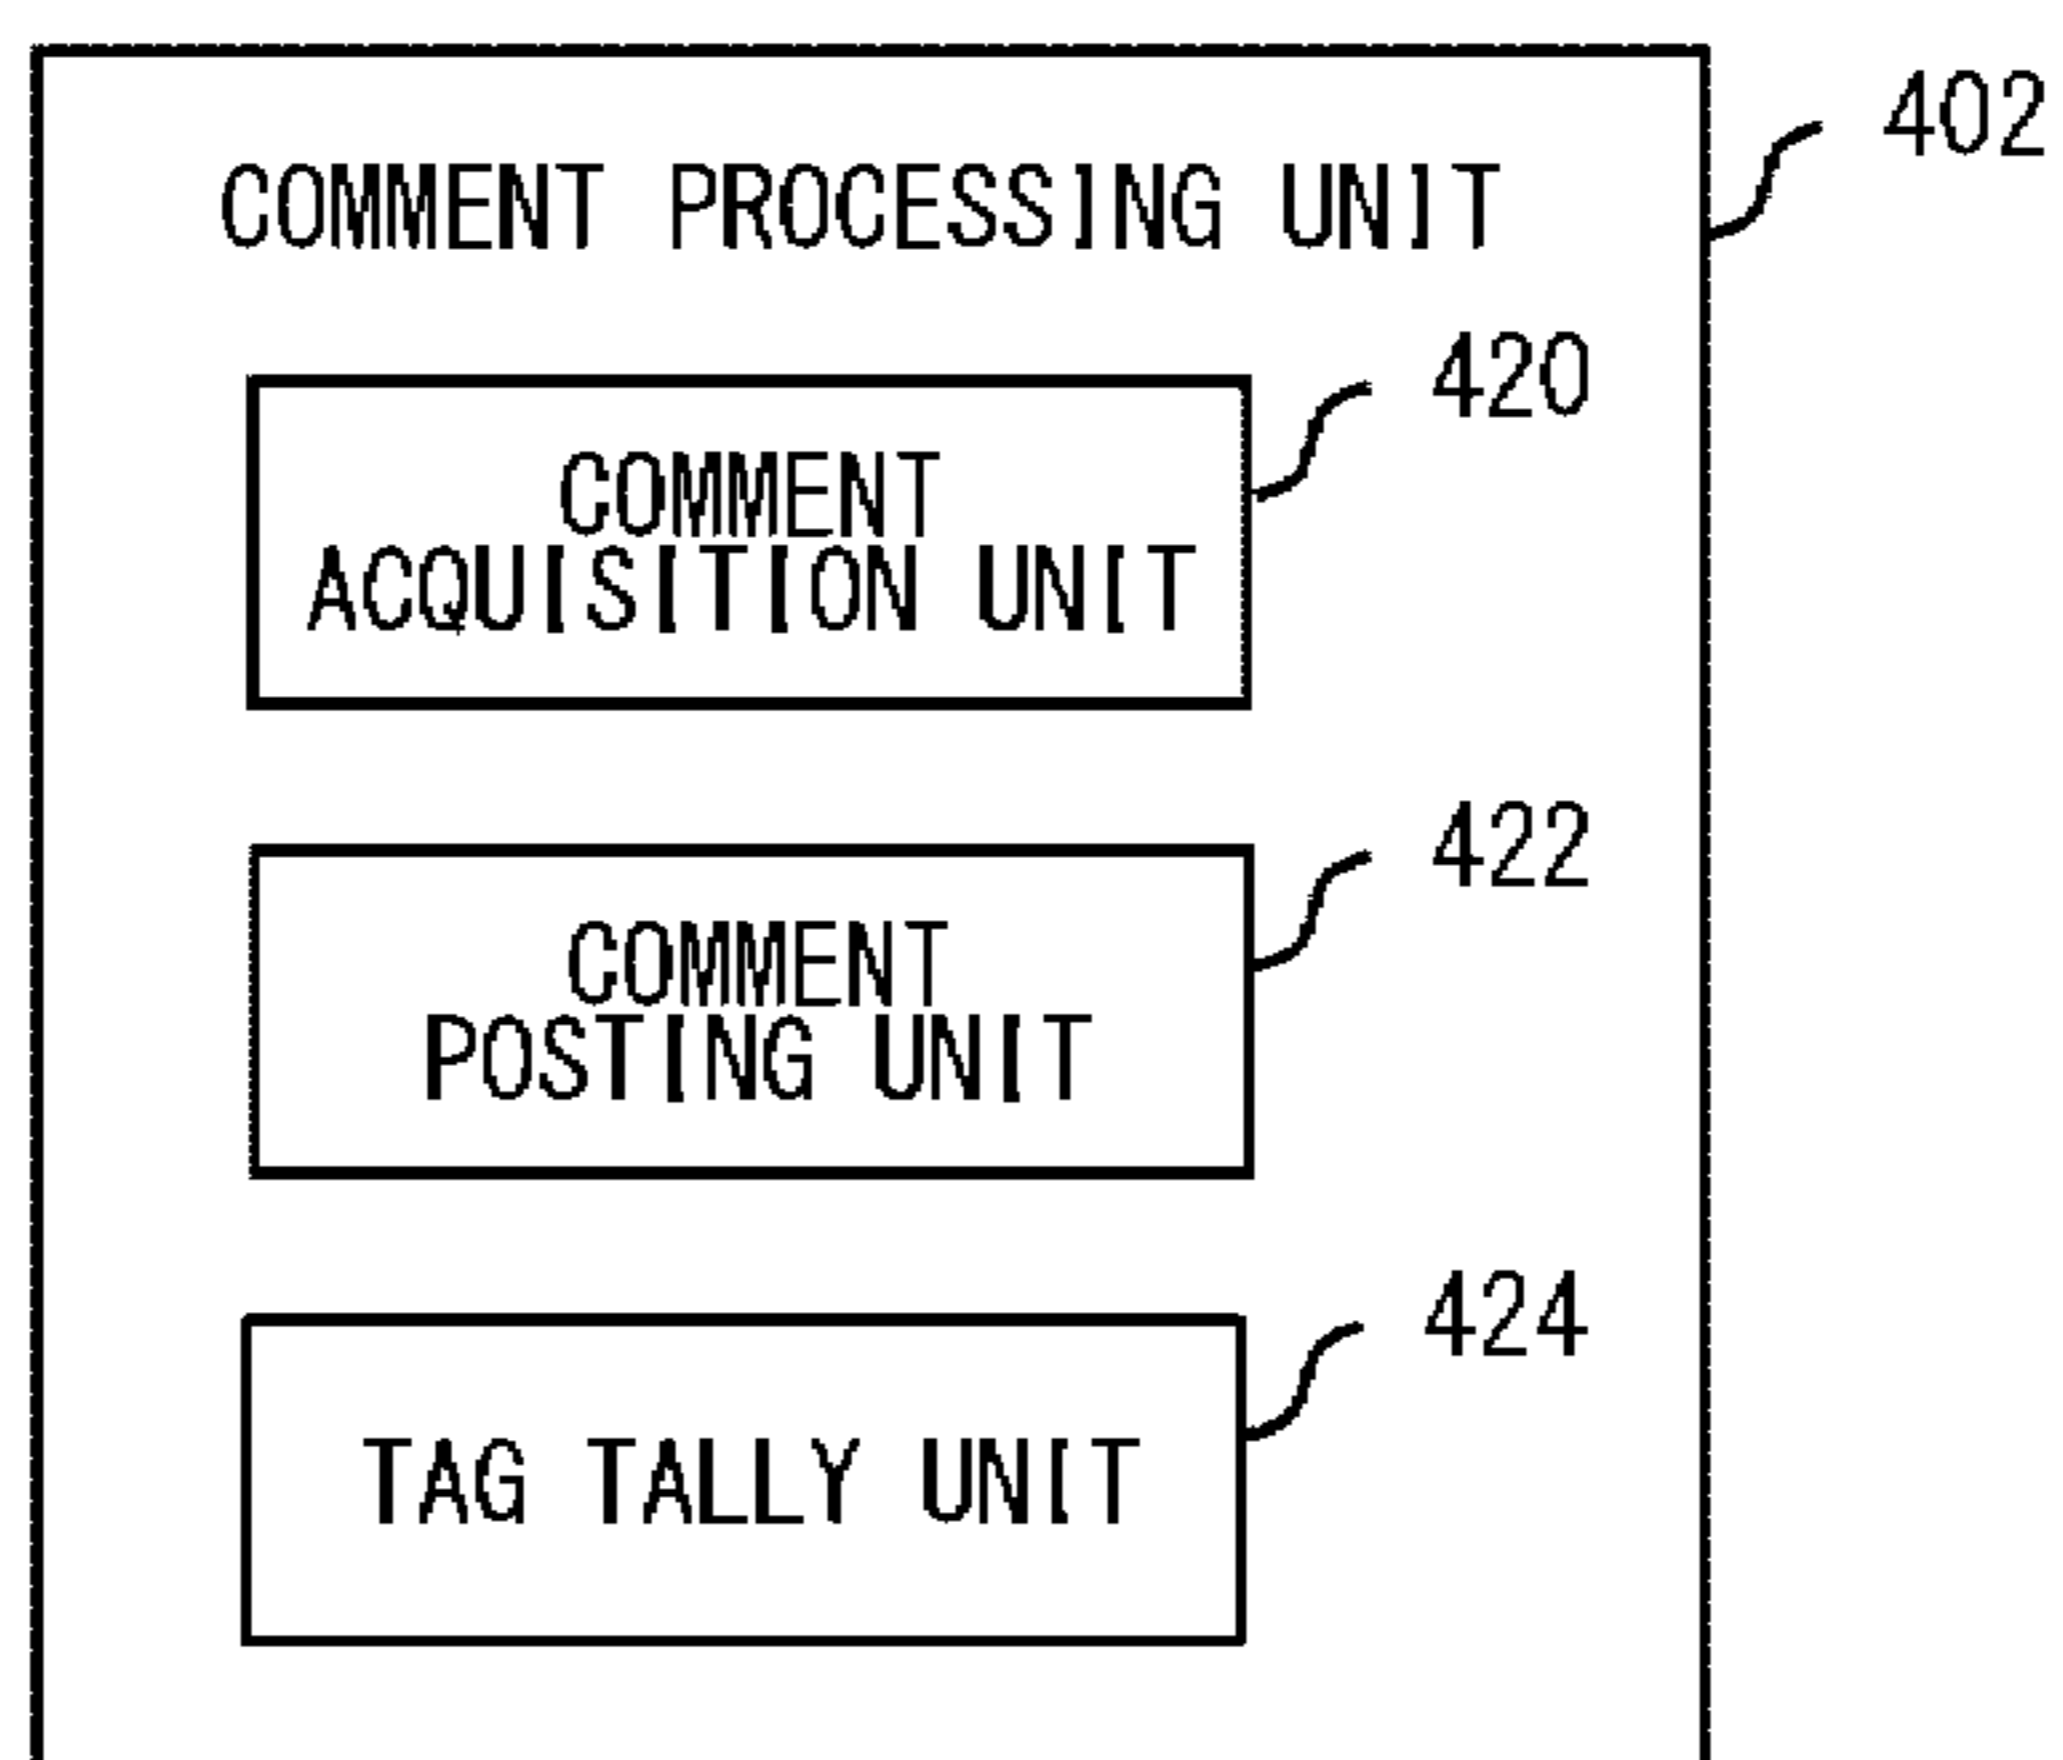 402
COMMENT PROCESSING UNIT
420
COMMENT
ACQUISITION UNIT
422
COMMENT
POSTING UNIT
424
TAG TALLY UNIT